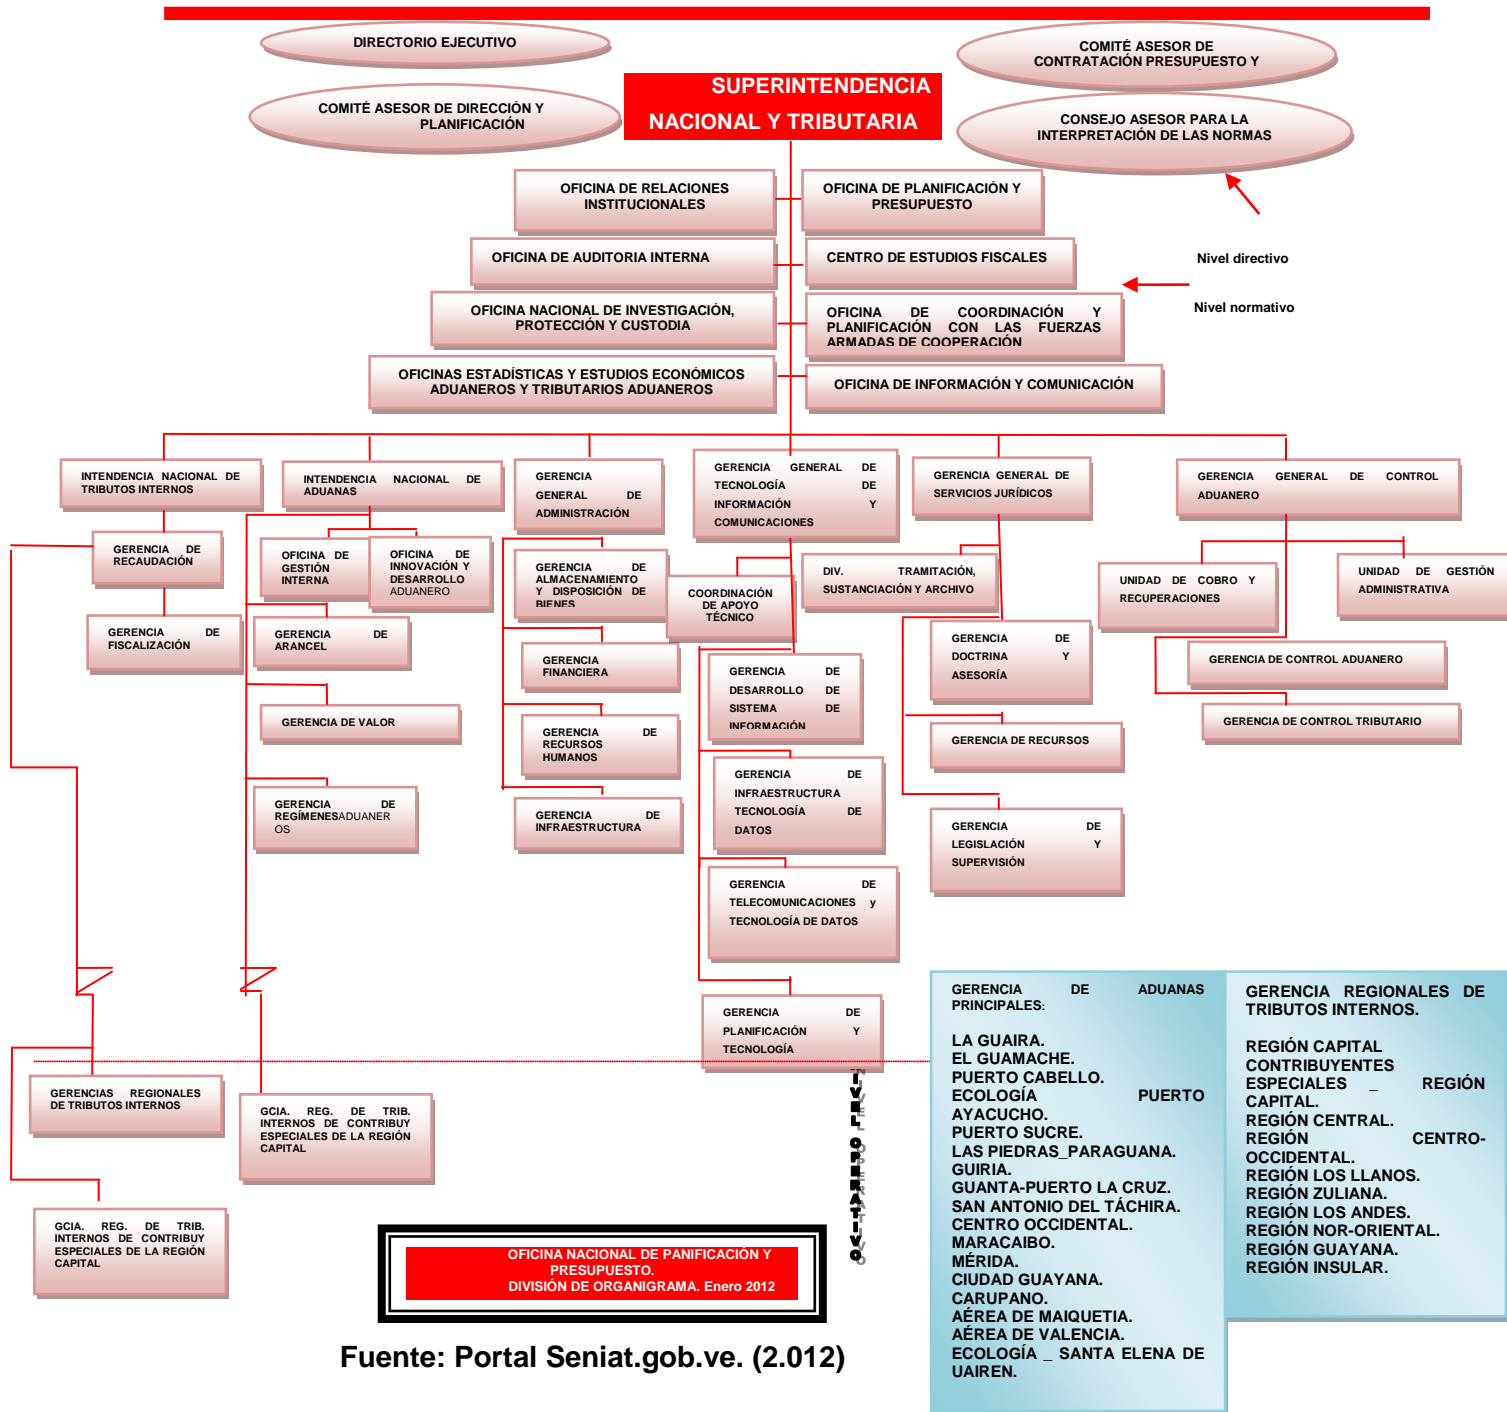 DIRECTORIO EJECUTIVO
COMITÉ ASESOR DE
CONTRATACIÓN PRESUPUESTO Y
SUPERINTENDENCIA
NACIONAL Y TRIBUTARIA
COMITÉ ASESOR DE DIRECCIÓN Y
PLANIFICACIÓN
CONSEJO ASESOR PARA LA
INTERPRETACIÓN DE LAS NORMAS
OFICINA DE RELACIONES
INSTITUCIONALES
OFICINA DE PLANIFICACIÓN Y
PRESUPUESTO
OFICINA DE AUDITORIA INTERNA
CENTRO DE ESTUDIOS FISCALES
Nivel directivo
OFICINA NACIONAL DE INVESTIGACIÓN,
PROTECCIÓN Y CUSTODIA
OFICINA DE COORDINACIÓN Y
PLANIFICACIÓN CON LAS FUERZAS
ARMADAS DE COOPERACIÓN
Nivel normativo
OFICINAS ESTADÍSTICAS Y ESTUDIOS ECONÓMICOS
ADUANEROS Y TRIBUTARIOS ADUANEROS
OFICINA DE INFORMACIÓN Y COMUNICACIÓN
INTENDENCIA NACIONAL DE
TRIBUTOS INTERNOS
INTENDENCIA NACIONAL DE
ADUANAS
GERENCIA
GENERAL DE
ADMINISTRACIÓN
GERENCIA GENERAL DE
TECNOLOGÍA DE
INFORMACIÓN Y
COMUNICACIONES
GERENCIA GENERAL DE
SERVICIOS JURÍDICOS
GERENCIA GENERAL DE CONTROL
ADUANERO
GERENCIA DE
RECAUDACIÓN
OFICINA DE
GESTIÓN
INTERNA
OFICINA DE
INNOVACIÓN Y
DESARROLLO
ADUANERO
GERENCIA DE
ALMACENAMIENTO
Y DISPOSICIÓN DE
BIENES
COORDINACIÓN
DE APOYO
TÉCNICO
DIV. TRAMITACIÓN,
SUSTANCIACIÓN Y ARCHIVO
UNIDAD DE COBRO Y
RECUPERACIONES
UNIDAD DE GESTIÓN
ADMINISTRATIVA
GERENCIA DE
FISCALIZACIÓN
GERENCIA DE
ARANCEL
GERENCIA
FINANCIERA
GERENCIA DE
DESARROLLO DE
SISTEMA DE
INFORMACIÓN
GERENCIA DE
DOCTRINA Y
ASESORÍA
GERENCIA DE CONTROL ADUANERO
GERENCIA DE VALOR
GERENCIA DE
RECURSOS
HUMANOS
GERENCIA DE RECURSOS
GERENCIA DE CONTROL TRIBUTARIO
GERENCIA DE
REGÍMENESADUANER
OS
GERENCIA DE
INFRAESTRUCTURA
GERENCIA DE
INFRAESTRUCTURA
TECNOLOGÍA DE
DATOS
GERENCIA DE
LEGISLACIÓN Y
SUPERVISIÓN
GERENCIA DE
TELECOMUNICACIONES y
TECNOLOGÍA DE DATOS
GERENCIA DE
PLANIFICACIÓN Y
TECNOLOGÍA
GERENCIAS REGIONALES
DE TRIBUTOS INTERNOS
GCIA. REG. DE TRIB.
INTERNOS DE CONTRIBUY
ESPECIALES DE LA REGIÓN
CAPITAL
GCIA. REG. DE TRIB.
INTERNOS DE CONTRIBUY
ESPECIALES DE LA REGIÓN
CAPITAL
IVEL OPERATIVO
GERENCIA DE ADUANAS
PRINCIPALES:
LA GUAIRA.
EL GUAMACHE.
PUERTO CABELLO.
ECOLOGÍA PUERTO
AYACUCHO.
PUERTO SUCRE.
LAS PIEDRAS_PARAGUANA.
GUIRIA.
GUANTA-PUERTO LA CRUZ.
SAN ANTONIO DEL TÁCHIRA.
CENTRO OCCIDENTAL.
MARACAIBO.
MÉRIDA.
CIUDAD GUAYANA.
CARUPANO.
AÉREA DE MAIQUETIA.
AÉREA DE VALENCIA.
ECOLOGÍA _ SANTA ELENA DE
UAIREN.
GERENCIA REGIONALES DE
TRIBUTOS INTERNOS.
REGIÓN CAPITAL
CONTRIBUYENTES
ESPECIALES _ REGIÓN
CAPITAL.
REGIÓN CENTRAL.
REGIÓN CENTRO-
OCCIDENTAL.
REGIÓN LOS LLANOS.
REGIÓN ZULIANA.
REGIÓN LOS ANDES.
REGIÓN NOR-ORIENTAL.
REGIÓN GUAYANA.
REGIÓN INSULAR.
OFICINA NACIONAL DE PANIFICACIÓN Y
PRESUPUESTO.
DIVISIÓN DE ORGANIGRAMA. Enero 2012
Fuente: Portal Seniat.gob.ve. (2.012)